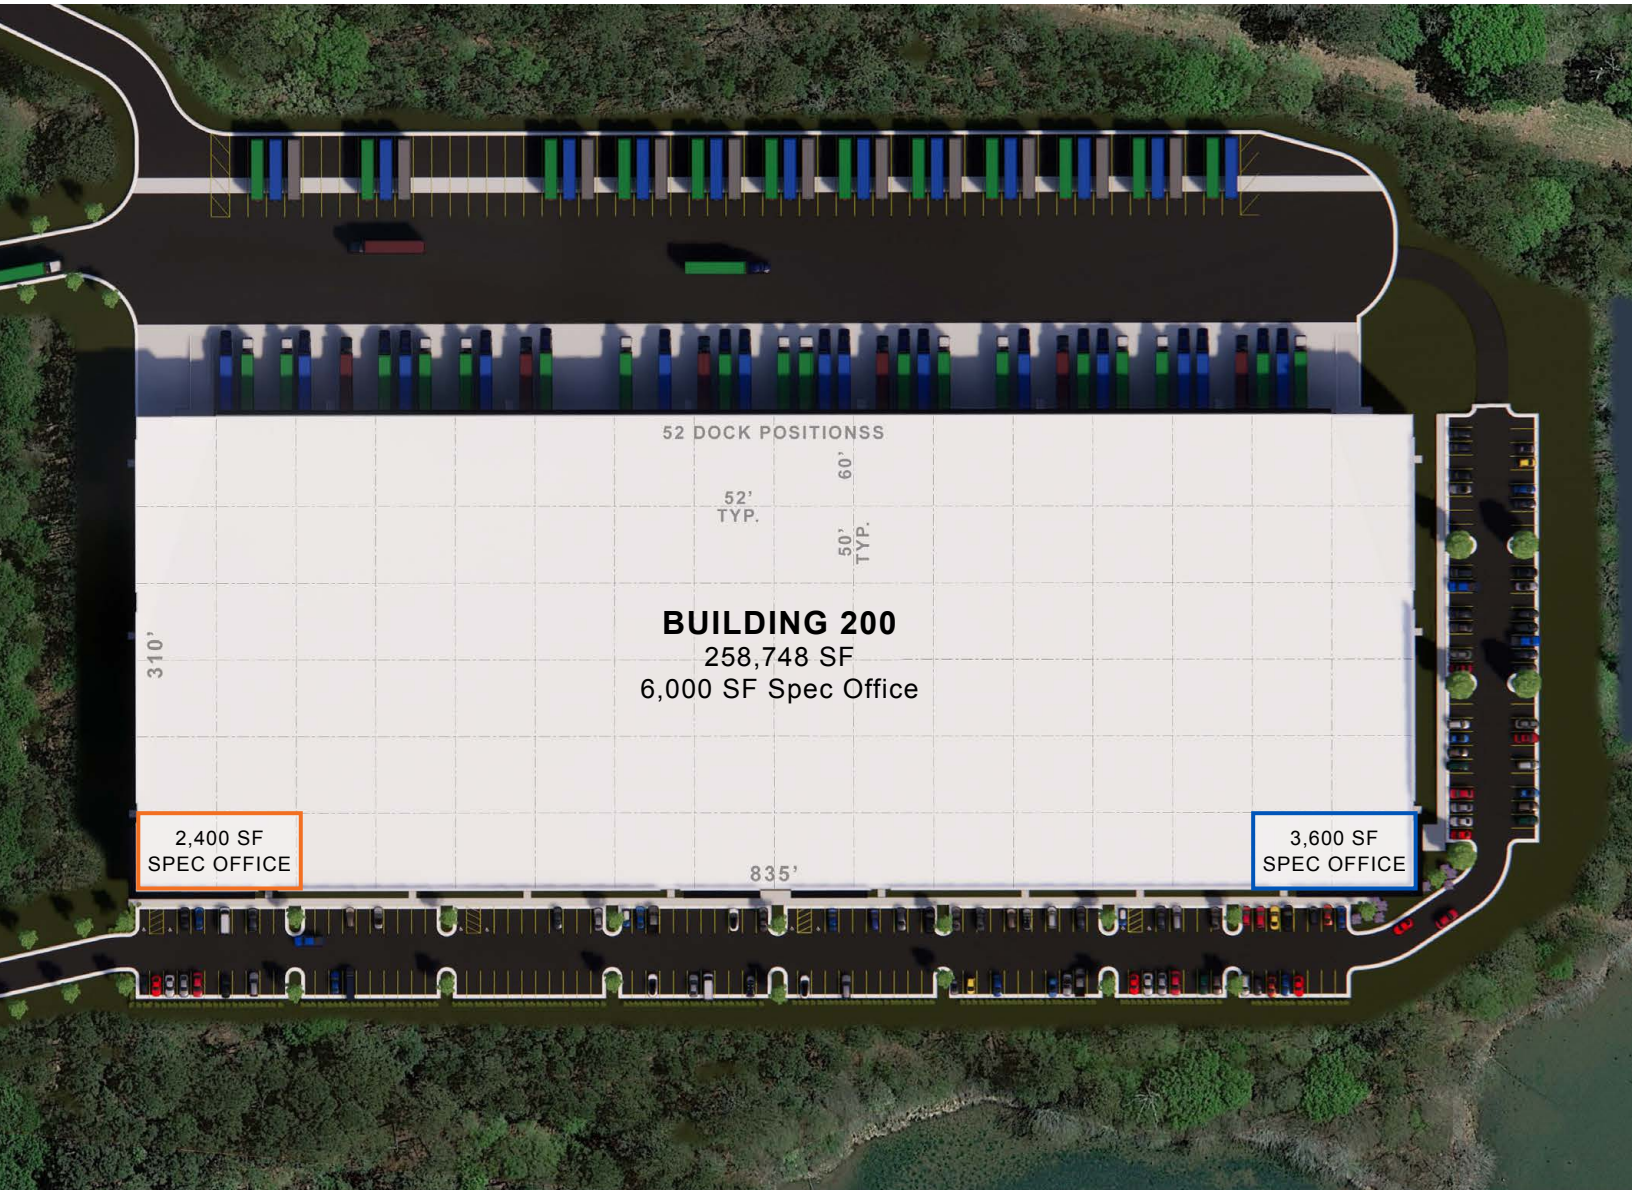 52 DOCK POSITIONSS
60'
52'
TYP.
50'
TYP.
BUILDING 200
258,748 SF
6,000 SF Spec Office
310'
2,400 SF
SPEC OFFICE
3,600 SF
SPEC OFFICE
835'